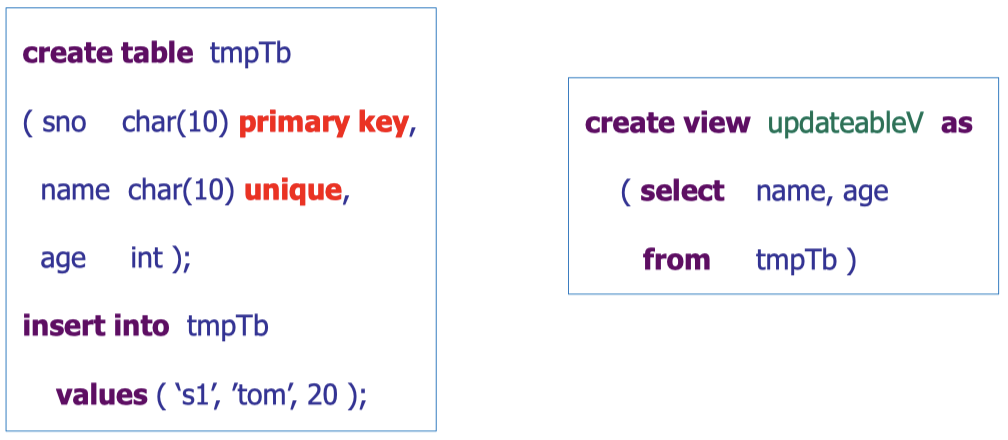 create table tmpTb
( sno char(10) primary key,
name char(10) unique,
age int );
insert into tmpTb
values ( ‘s1’, ’tom’, 20 );
create view updateableV as
( select name, age
from tmpTb )